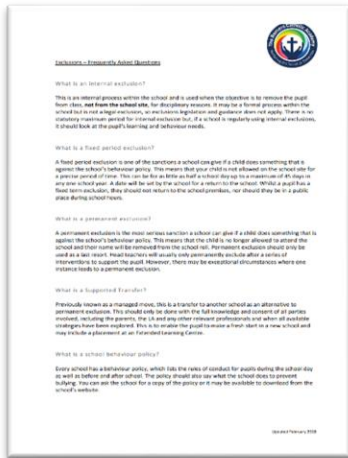 Exclusions – Frequently Asked Questions
What is an internal exclusion?
This is an internal process within the school and is used when the objective is to remove the pupil
from class, not from the school site, for disciplinary reasons. It may be a formal process within the
school but is not a legal exclusion, so exclusions legislation and guidance does not apply. There is no
statutory maximum period for internal exclusion but, if a school is regularly using internal exclusions,
it should look at the pupil's learning and behaviour needs.
What is a fixed period exclusion?
A fixed period exclusion is one of the sanctions a school can give if a child does something that is
against the school's behaviour policy. This means that your child is not allowed on the school site for
a precise period of time. This can be for as little as half a school day up to a maximum of 45 days in
any one school year. A date will be set by the school for a return to the school. Whilst a pupil has a
fixed term exclusion, they should not return to the school premises, nor should they be in a public
place during school hours.
What is a permanent exclusion?
A permanent exclusion is the most serious sanction a school can give if a child does something that is
against the school's behaviour policy. This means that the child is no longer allowed to attend the
school and their name will be removed from the school roll. Permanent exclusion should only be
used as a last resort. Head teachers will usually only permanently exclude after a series of
interventions to support the pupil. However, there may be exceptional circumstances where one
instance leads to a permanent exclusion.
What is a Supported Transfer?
Previously known as a managed move, this is a transfer to another school as an alternative to
permanent exclusion. This should only be done with the full knowledge and consent of all parties
involved, including the parents, the LA and any other relevant professionals and when all available
strategies have been explored. This is to enable the pupil to make a fresh start in a new school and
may include a placement at an Extended Learning Centre.
What is a school behaviour policy?
Every school has a behaviour policy, which lists the rules of conduct for pupils during the school day
as well as before and after school. The policy should also say what the school does to prevent
bullying. You can ask the school for a copy of the policy or it may be available to download from the
school's website.
Updated February 2018